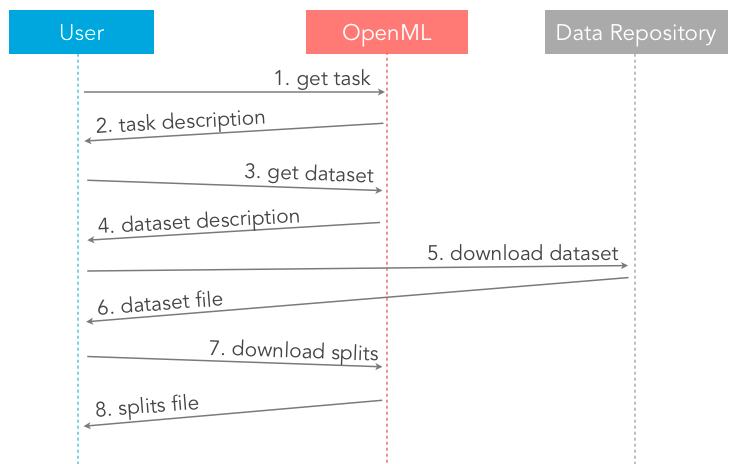 User
OpenML
Data Repository
1. get task
2. task description
3. get dataset
4. dataset description
5. download dataset
6. dataset file
7. download splits
8. splits file